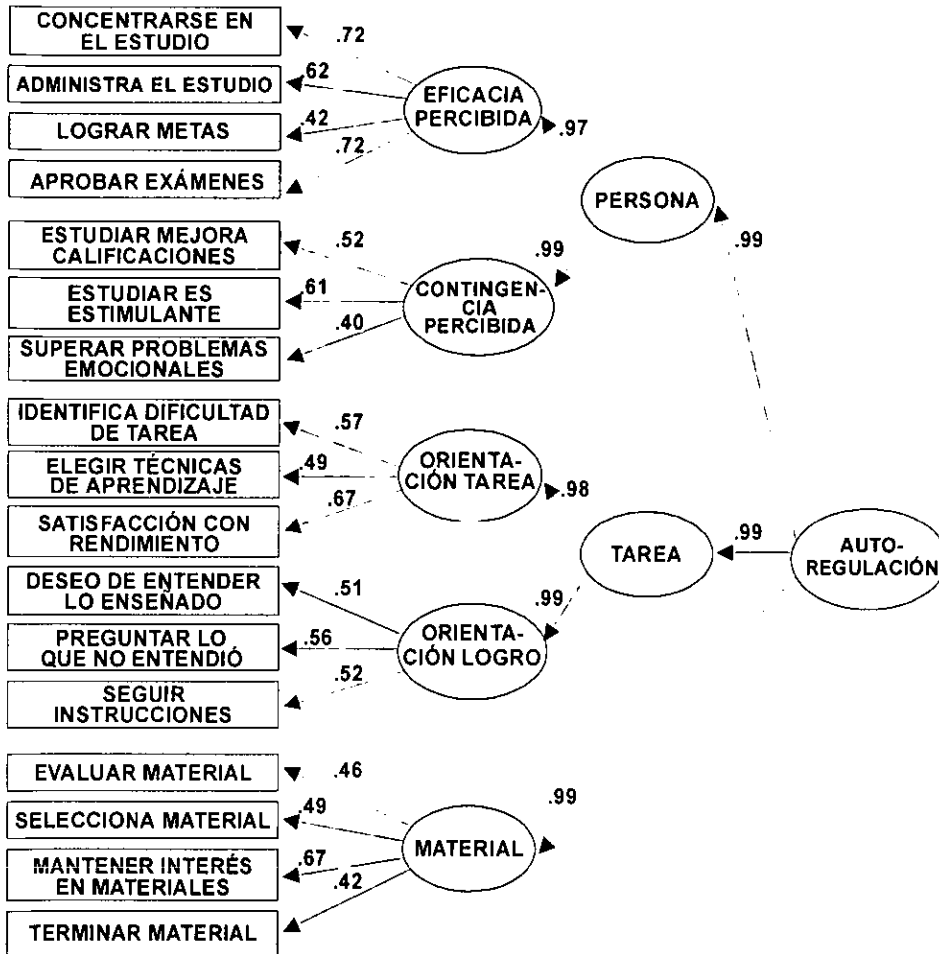 CONCENTRARSE EN
EL ESTUDIO
.72
ADMINISTRA EL ESTUDIO
.62
EFICACIA
PERCIBIDA
LOGRAR METAS
.42
.97
.72
APROBAR EXÁMENES
PERSONA
ESTUDIAR MEJORA
CALIFICACIONES
.52
.99
.99
ESTUDIAR ES
ESTIMULANTE
.61
CONTINGEN-
CIA
PERCIBIDA
.40
SUPERAR PROBLEMAS
EMOCIONALES
IDENTIFICA DIFICULTAD
DE TAREA
.57
ELEGIR TÉCNICAS
DE APRENDIZAJE
.49
ORIENTA-
CIÓN TAREA
.98
.67
SATISFACCIÓN CON
RENDIMIENTO
TAREA
.99
AUTO-
REGULACIÓN
DESEO DE ENTENDER
LO ENSEÑADO
.51
.99
PREGUNTAR LO
QUE NO ENTENDIÓ
.56
ORIENTA-
CIÓN LOGRO
.52
SEGUIR
INSTRUCCIONES
EVALUAR MATERIAL
.46
.99
SELECCIONA MATERIAL
.49
MATERIAL
MANTENER INTERÉS
EN MATERIALES
.67
.42
TERMINAR MATERIAL